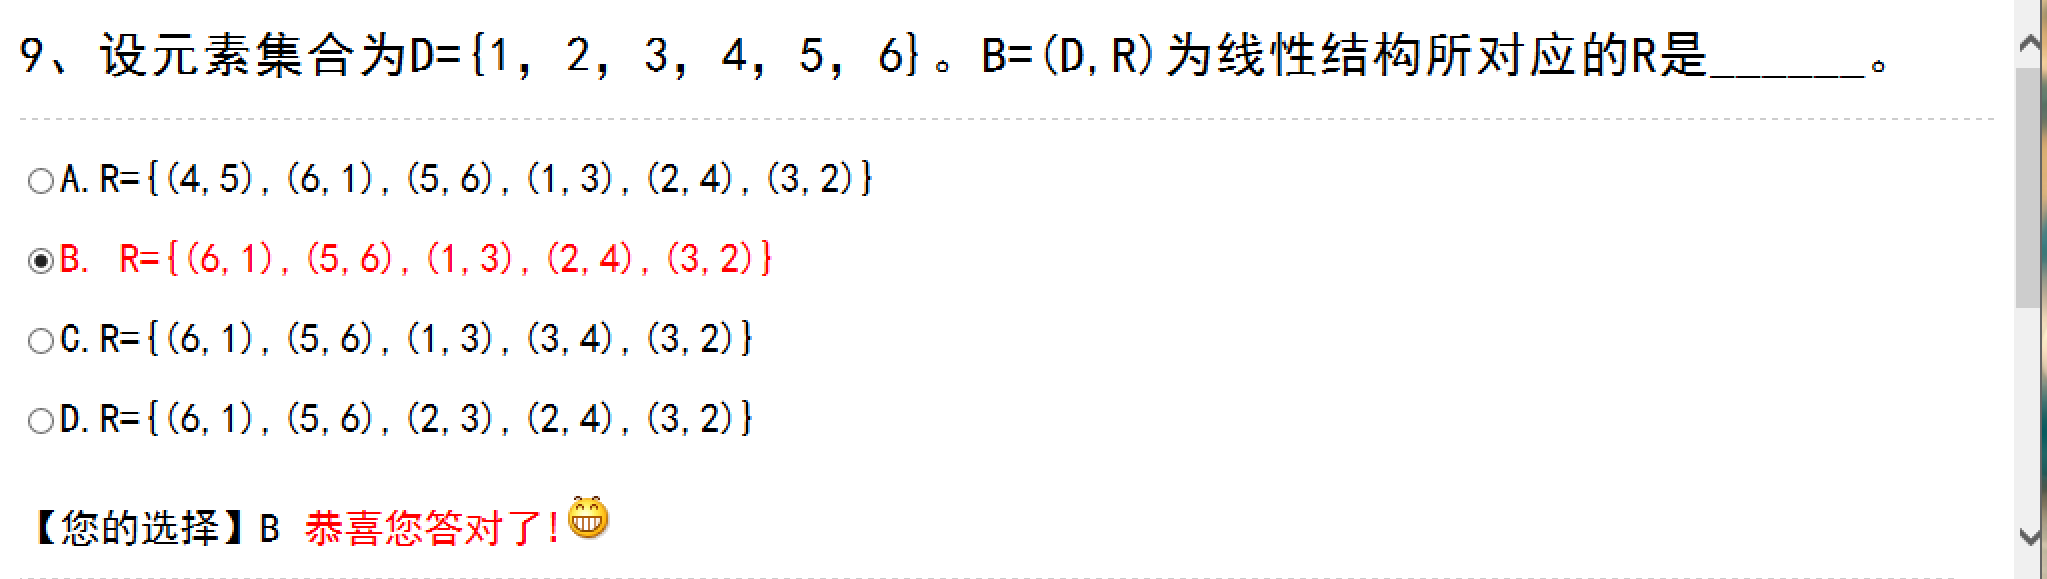 9、设元素集合为D={1, 2, 3, 4, 5, 6}。B=(D,R)为线性结构所对应的R是______。
A.R={(4,5),(6,1),(5,6),(1,3),(2,4),(3,2)}
B. R={(6,1),(5,6),(1,3),(2,4),(3,2)}
C.R={(6,1),(5,6),(1,3),(3,4),(3,2)}
D.R={(6,1),(5,6),(2,3),(2,4),(3,2)}
【您的选择】B 恭喜您答对了!